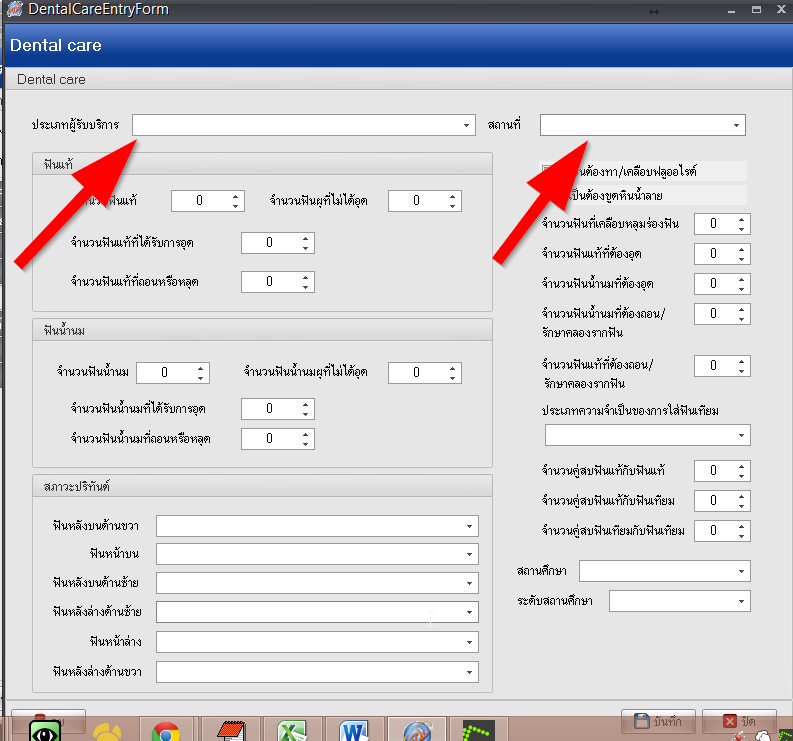 DentalCareEntryForm
Dental care
Dental care
ประเภทผู้รับบริการ
สถานที่
ฟันแท้
ฟันแท้ 0 จำนวนฟันผุที่ไม่ได้อุด 0
จำนวนฟันแท้ที่ได้รับการอุด 0
จำนวนฟันแท้ที่ถอนหรือหลุด 0
ฟันน้ำนม
จำนวนฟันน้ำนม 0 จำนวนฟันน้ำนมผุที่ไม่ได้อุด 0
จำนวนฟันน้ำนมที่ได้รับการอุด 0
จำนวนฟันน้ำนมที่ถอนหรือหลุด 0
สภาวะปริทันต์
ฟันหลังบนด้านขวา
ฟันหน้าบน
ฟันหลังบนด้านซ้าย
ฟันหลังล่างด้านซ้าย
ฟันหน้าล่าง
ฟันหลังล่างด้านขวา
ต้องทา/เคลือบฟลูออไรด์
เป็นต้องขูดหินน้ำลาย
จำนวนฟันที่เคลือบหลุมร่องฟัน 0
จำนวนฟันแท้ที่ต้องอุด 0
จำนวนฟันน้ำนมที่ต้องอุด 0
จำนวนฟันน้ำนมที่ต้องถอน/ 0
รักษาคลองรากฟัน
จำนวนฟันแท้ที่ต้องถอน/ 0
รักษาคลองรากฟัน
ประเภทความจำเป็นของการใส่ฟันเทียม
จำนวนคู่สบฟันแท้กับฟันแท้ 0
จำนวนคู่สบฟันแท้กับฟันเทียม 0
จำนวนคู่สบฟันเทียมกับฟันเทียม 0
สถานศึกษา
ระดับสถานศึกษา
บันทึก
ปิด